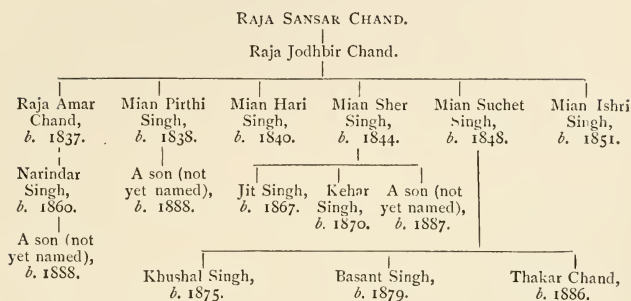 RAJA SANSAR CHAND.
Raja Jodhbir Chand.
Raja Amar Mian Pirthi Mian Hari Mian Sher Mian Suchet Mian Ishri
Chand, Singh, Singh, Singh, Singh, Singh,
b. 1837. b. 1838. b. 1840. b. 1844. b. 1848. b. 1851.
Narindar A son (not Jit Singh, Kehar A son (not
Singh, yet named), b. 1867. Singh, yet named),
b. 1860. b. 1888. b. 1870. b. 1887.
A son (not
yet named),
b. 1888.
Khushal Singh, Basant Singh, Thakar Chand,
b. 1875. b. 1879. b. 1886.